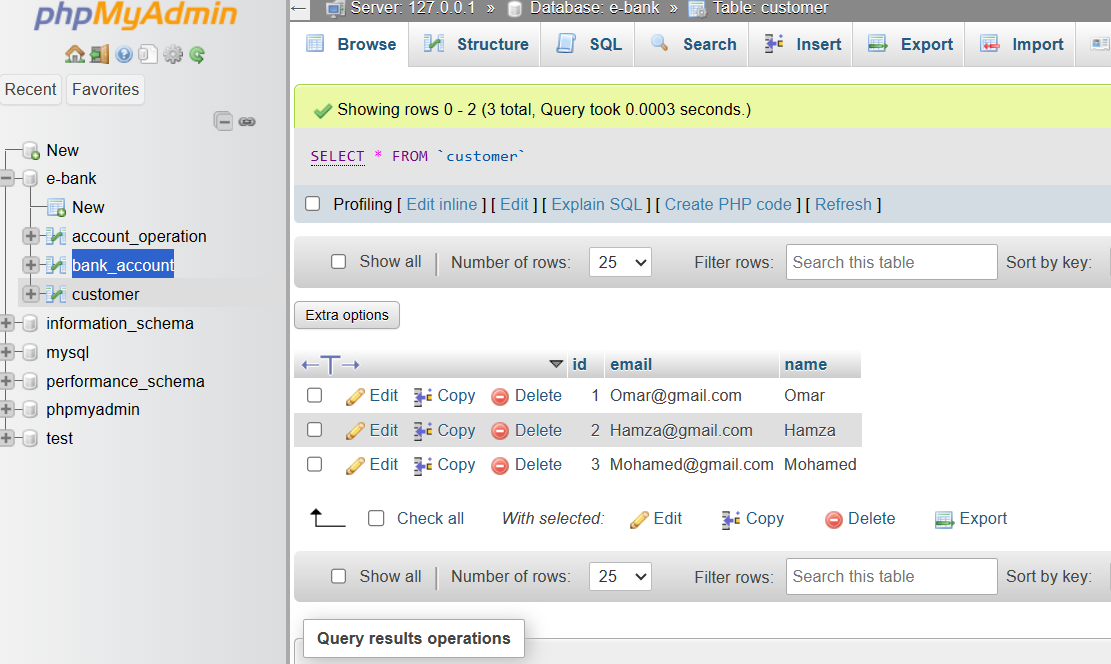 phpMyAdmin
Recent Favorites
New
e-bank
New
account_operation
bank_account
customer
information_schema
mysql
performance_schema
phpmyadmin
test
Server: 127.0.0.1 » Database: e-bank » Table: customer
Browse Structure SQL Search Insert Export Import
Showing rows 0 - 2 (3 total, Query took 0.0003 seconds.)
SELECT * FROM `customer`
Profiling [ Edit inline ] [ Edit ] [ Explain SQL ] [ Create PHP code ] [ Refresh ]
Show all | Number of rows: 25 Filter rows: Search this table Sort by key:
Extra options
←T→ id email name
Edit Copy Delete 1 Omar@gmail.com Omar
Edit Copy Delete 2 Hamza@gmail.com Hamza
Edit Copy Delete 3 Mohamed@gmail.com Mohamed
Check all With selected: Edit Copy Delete Export
Show all | Number of rows: 25 Filter rows: Search this table Sort by key:
Query results operations